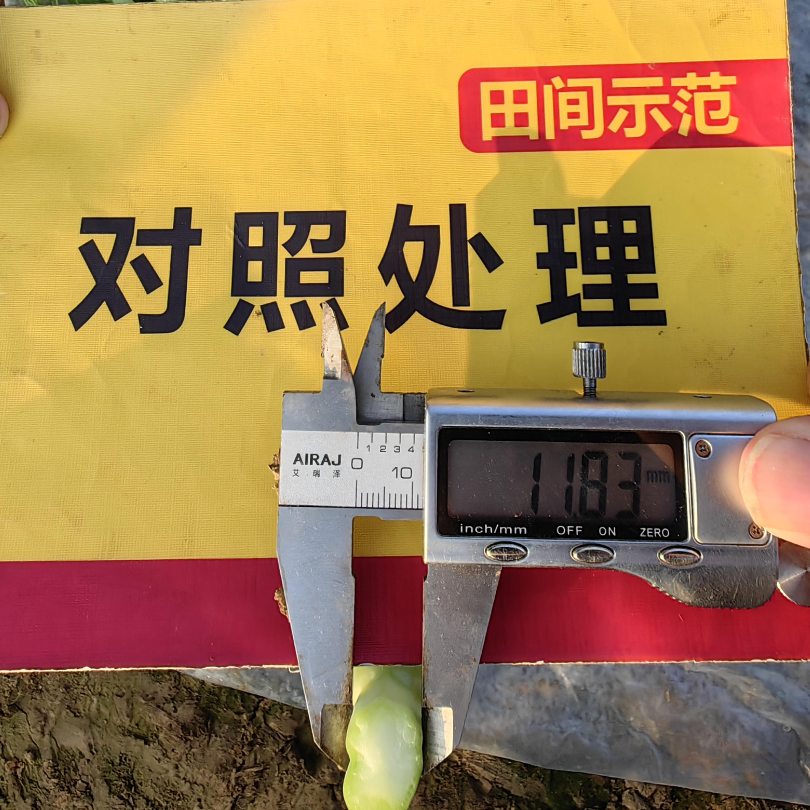 田间示范
对照处理
AIRAJ
艾瑞泽
0 1 2 3 4
0 10
11.83 mm
inch/mm OFF ON ZERO